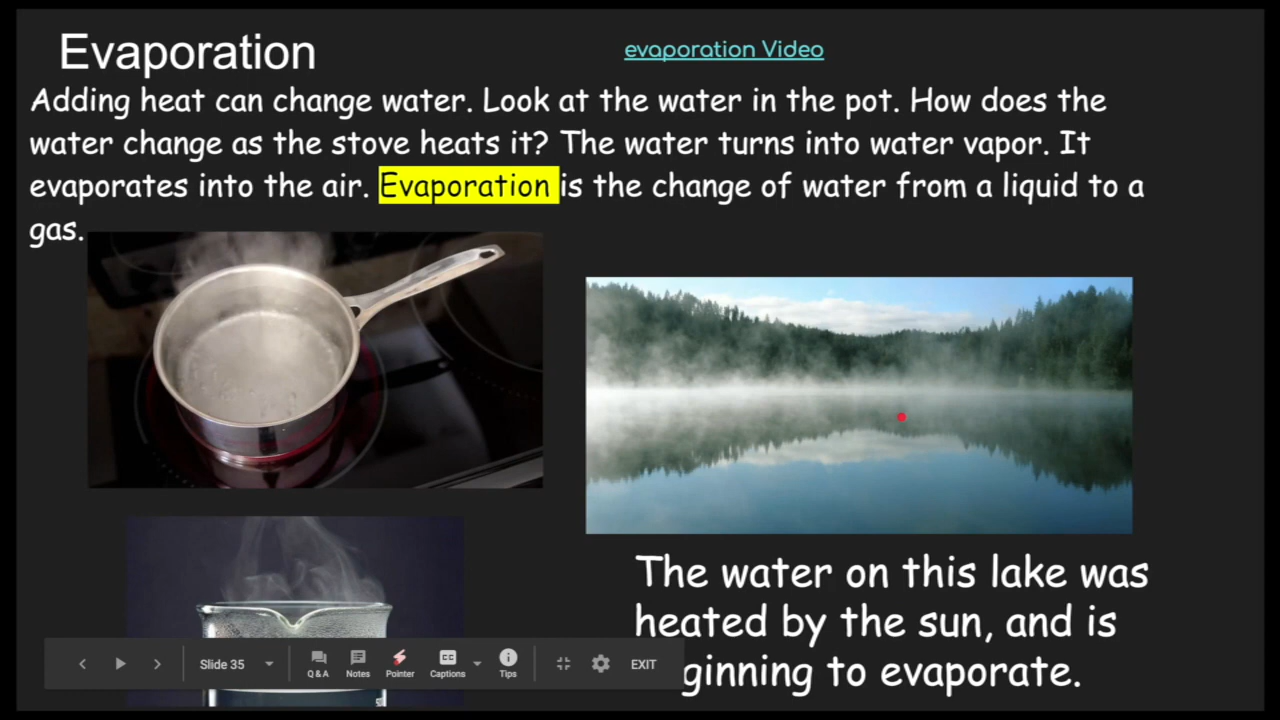 Evaporation
evaporation Video
Adding heat can change water. Look at the water in the pot. How does the
water change as the stove heats it? The water turns into water vapor. It
evaporates into the air. Evaporation is the change of water from a liquid to a
gas.
The water on this lake was
heated by the sun, and is
ginning to evaporate.
Slide 35
Q & A
Notes
Pointer
CC
Captions
Tips
EXIT